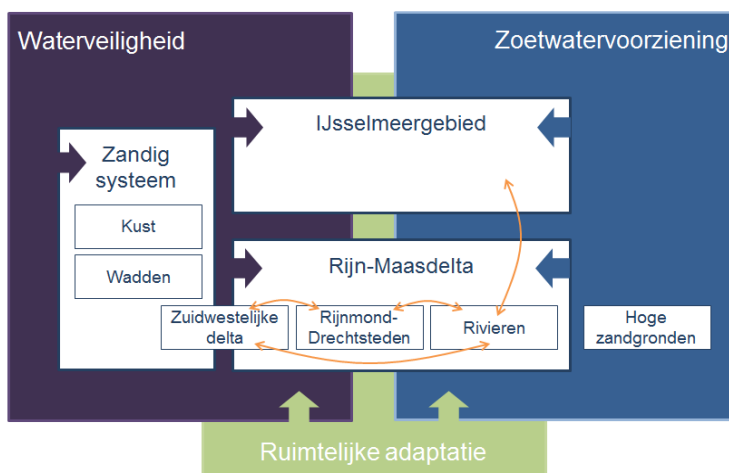 Waterveiligheid
Zoetwatervoorziening
IJsselmeergebied
Zandig
systeem
Kust
Wadden
Rijn-Maasdelta
Zuidwestelijke
delta
Rijnmond-
Drechtsteden
Rivieren
Hoge
zandgronden
Ruimtelijke adaptatie